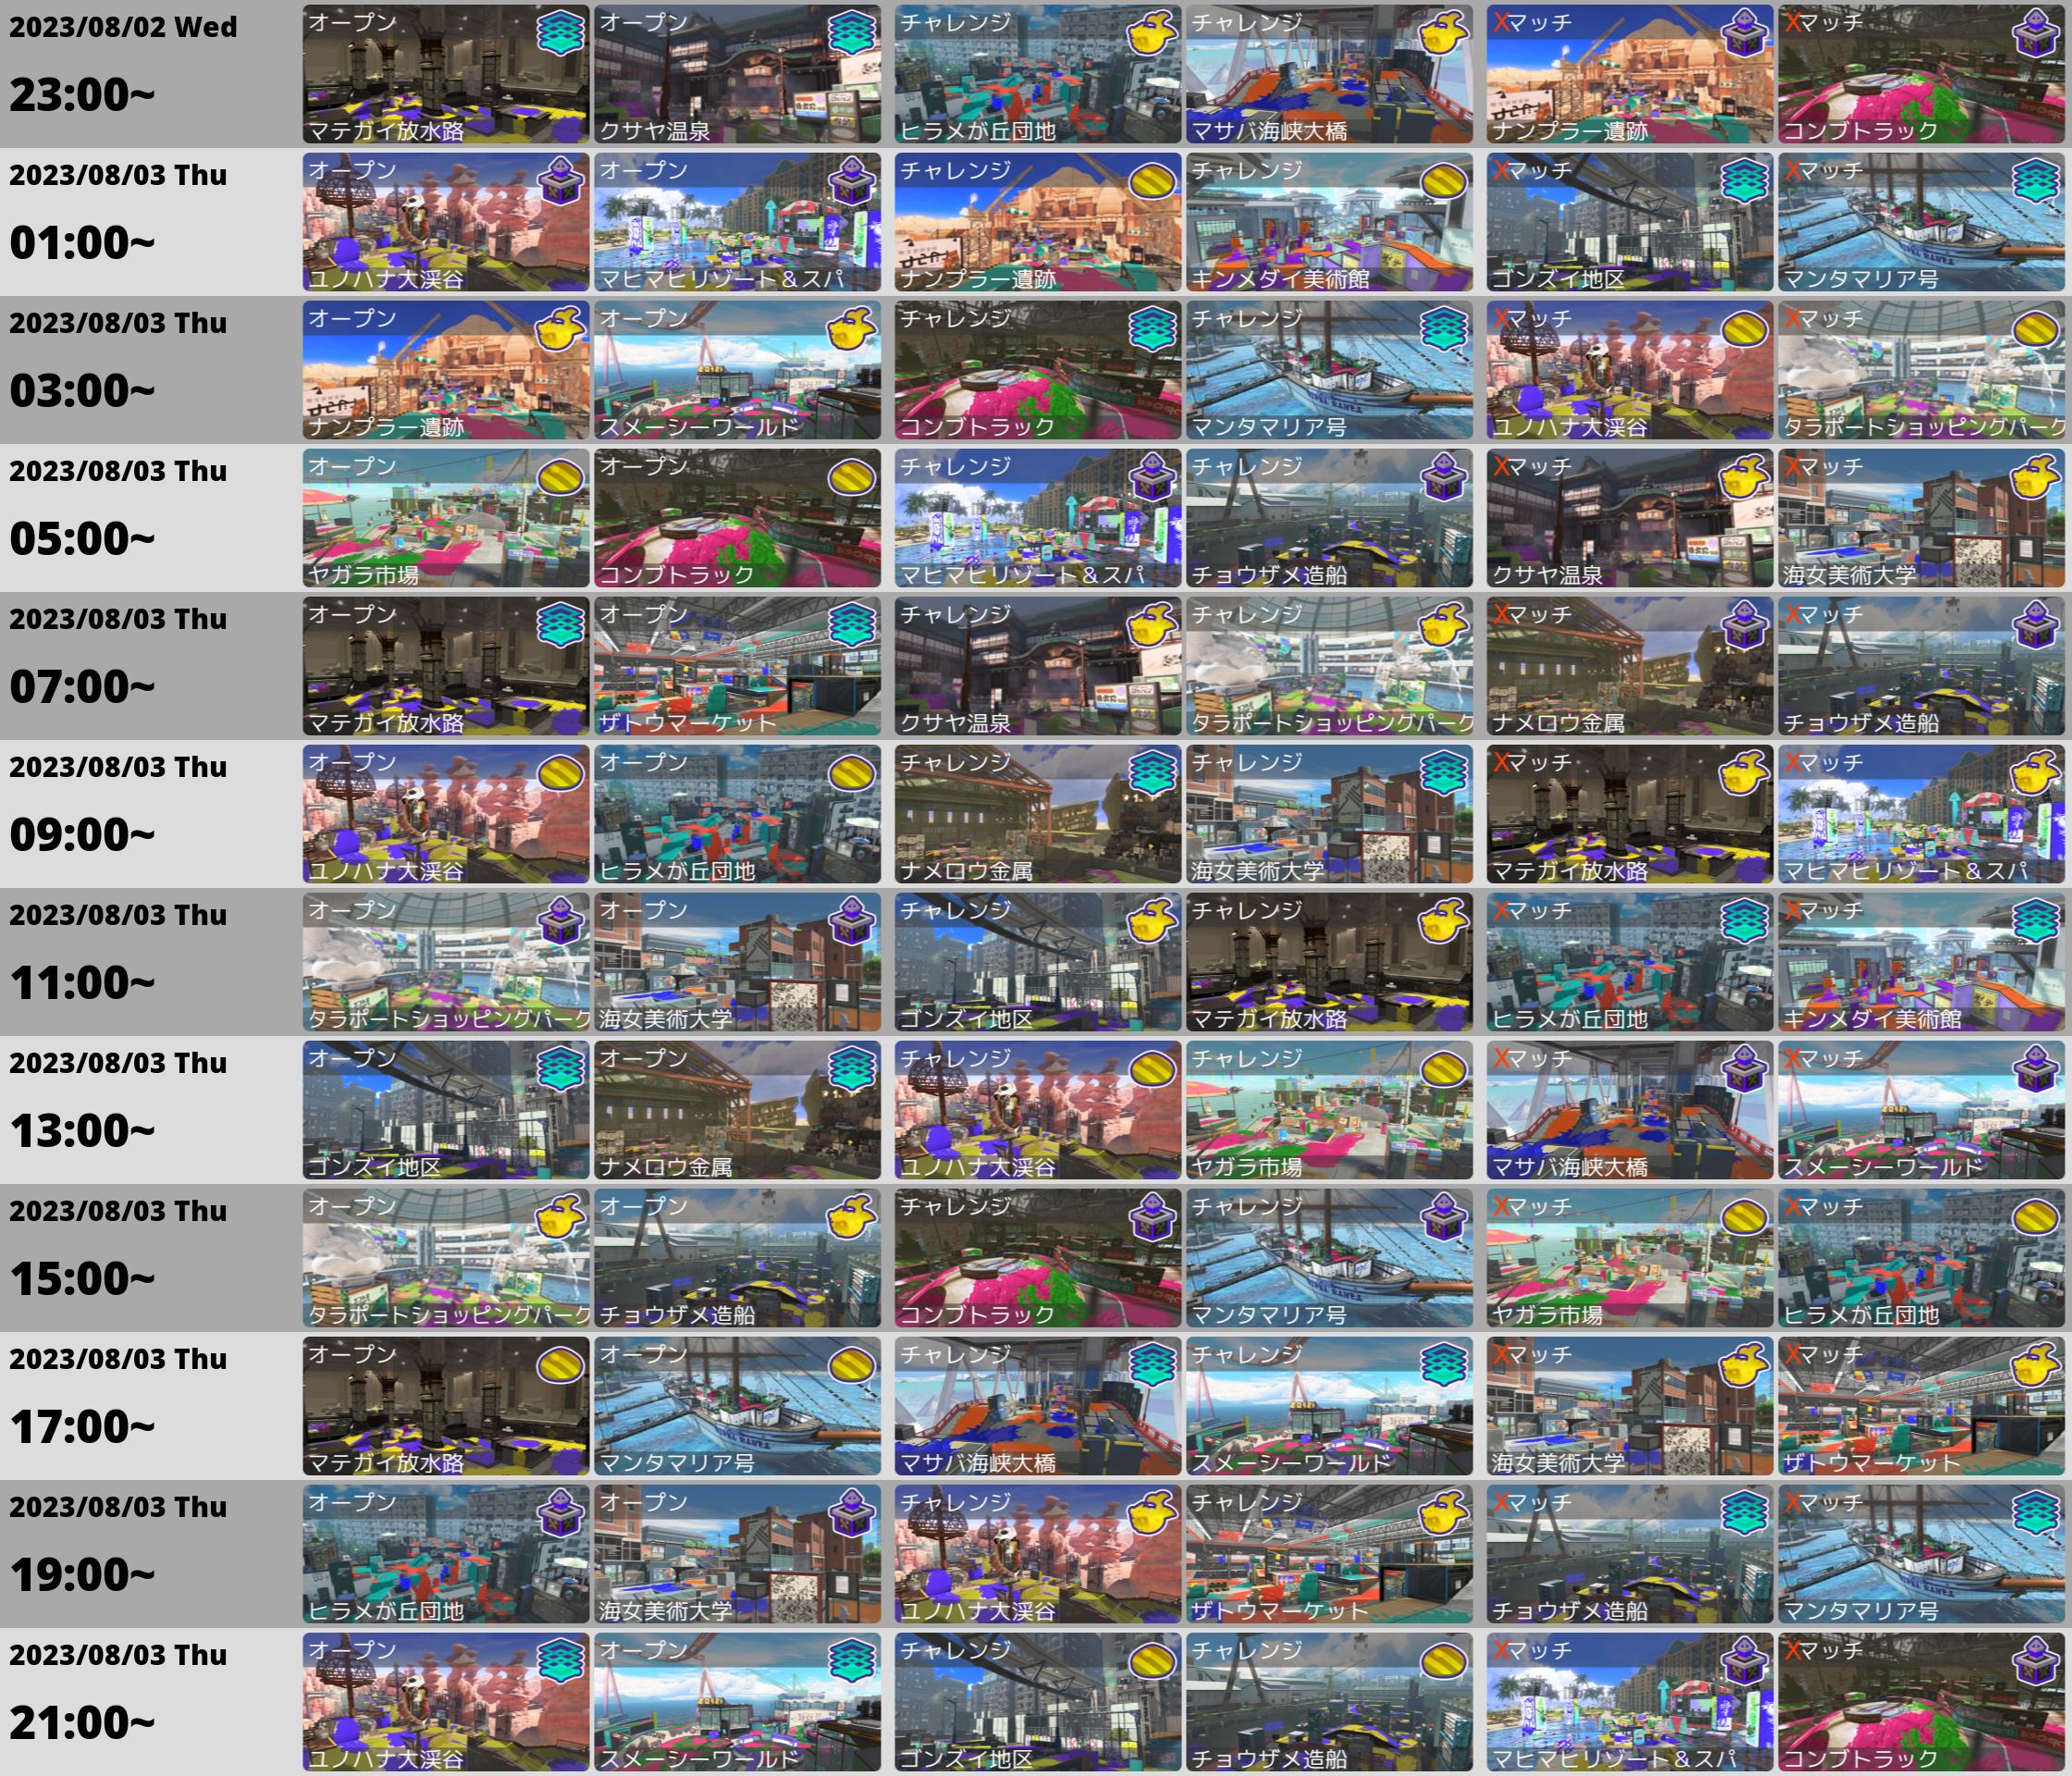 2023/08/02 Wed
23:00~
オープン オープン チャレンジ チャレンジ Xマッチ Xマッチ
マテガイ放水路 クサヤ温泉 ヒラメが丘団地 マサバ海峡大橋 ナンプラー遺跡 コンブトラック
2023/08/03 Thu
01:00~
オープン オープン チャレンジ チャレンジ Xマッチ Xマッチ
ユノハナ大渓谷 マヒマヒリゾート&スパ ナンプラー遺跡 キンメダイ美術館 ゴンズイ地区 マンタマリア号
2023/08/03 Thu
03:00~
オープン オープン チャレンジ チャレンジ Xマッチ Xマッチ
ナンプラー遺跡 スメーシーワールド コンブトラック マンタマリア号 ユノハナ大渓谷 タラポートショッピングパーク
2023/08/03 Thu
05:00~
オープン オープン チャレンジ チャレンジ Xマッチ Xマッチ
ヤガラ市場 コンブトラック マヒマヒリゾート&スパ チョウザメ造船 クサヤ温泉 海女美術大学
2023/08/03 Thu
07:00~
オープン オープン チャレンジ チャレンジ Xマッチ Xマッチ
マテガイ放水路 ザトウマーケット クサヤ温泉 タラポートショッピングパーク ナメロウ金属 チョウザメ造船
2023/08/03 Thu
09:00~
オープン オープン チャレンジ チャレンジ Xマッチ Xマッチ
ユノハナ大渓谷 ヒラメが丘団地 ナメロウ金属 海女美術大学 マテガイ放水路 マヒマヒリゾート&スパ
2023/08/03 Thu
11:00~
オープン オープン チャレンジ チャレンジ Xマッチ Xマッチ
タラポートショッピングパーク 海女美術大学 ゴンズイ地区 マテガイ放水路 ヒラメが丘団地 キンメダイ美術館
2023/08/03 Thu
13:00~
オープン オープン チャレンジ チャレンジ Xマッチ Xマッチ
ゴンズイ地区 ナメロウ金属 ユノハナ大渓谷 ヤガラ市場 マサバ海峡大橋 スメーシーワールド
2023/08/03 Thu
15:00~
オープン オープン チャレンジ チャレンジ Xマッチ Xマッチ
タラポートショッピングパーク チョウザメ造船 コンブトラック マンタマリア号 ヤガラ市場 ヒラメが丘団地
2023/08/03 Thu
17:00~
オープン オープン チャレンジ チャレンジ Xマッチ Xマッチ
マテガイ放水路 マンタマリア号 マサバ海峡大橋 スメーシーワールド 海女美術大学 ザトウマーケット
2023/08/03 Thu
19:00~
オープン オープン チャレンジ チャレンジ Xマッチ Xマッチ
ヒラメが丘団地 海女美術大学 ユノハナ大渓谷 ザトウマーケット チョウザメ造船 マンタマリア号
2023/08/03 Thu
21:00~
オープン オープン チャレンジ チャレンジ Xマッチ Xマッチ
ユノハナ大渓谷 スメーシーワールド ゴンズイ地区 チョウザメ造船 マヒマヒリゾート&スパ コンブトラック